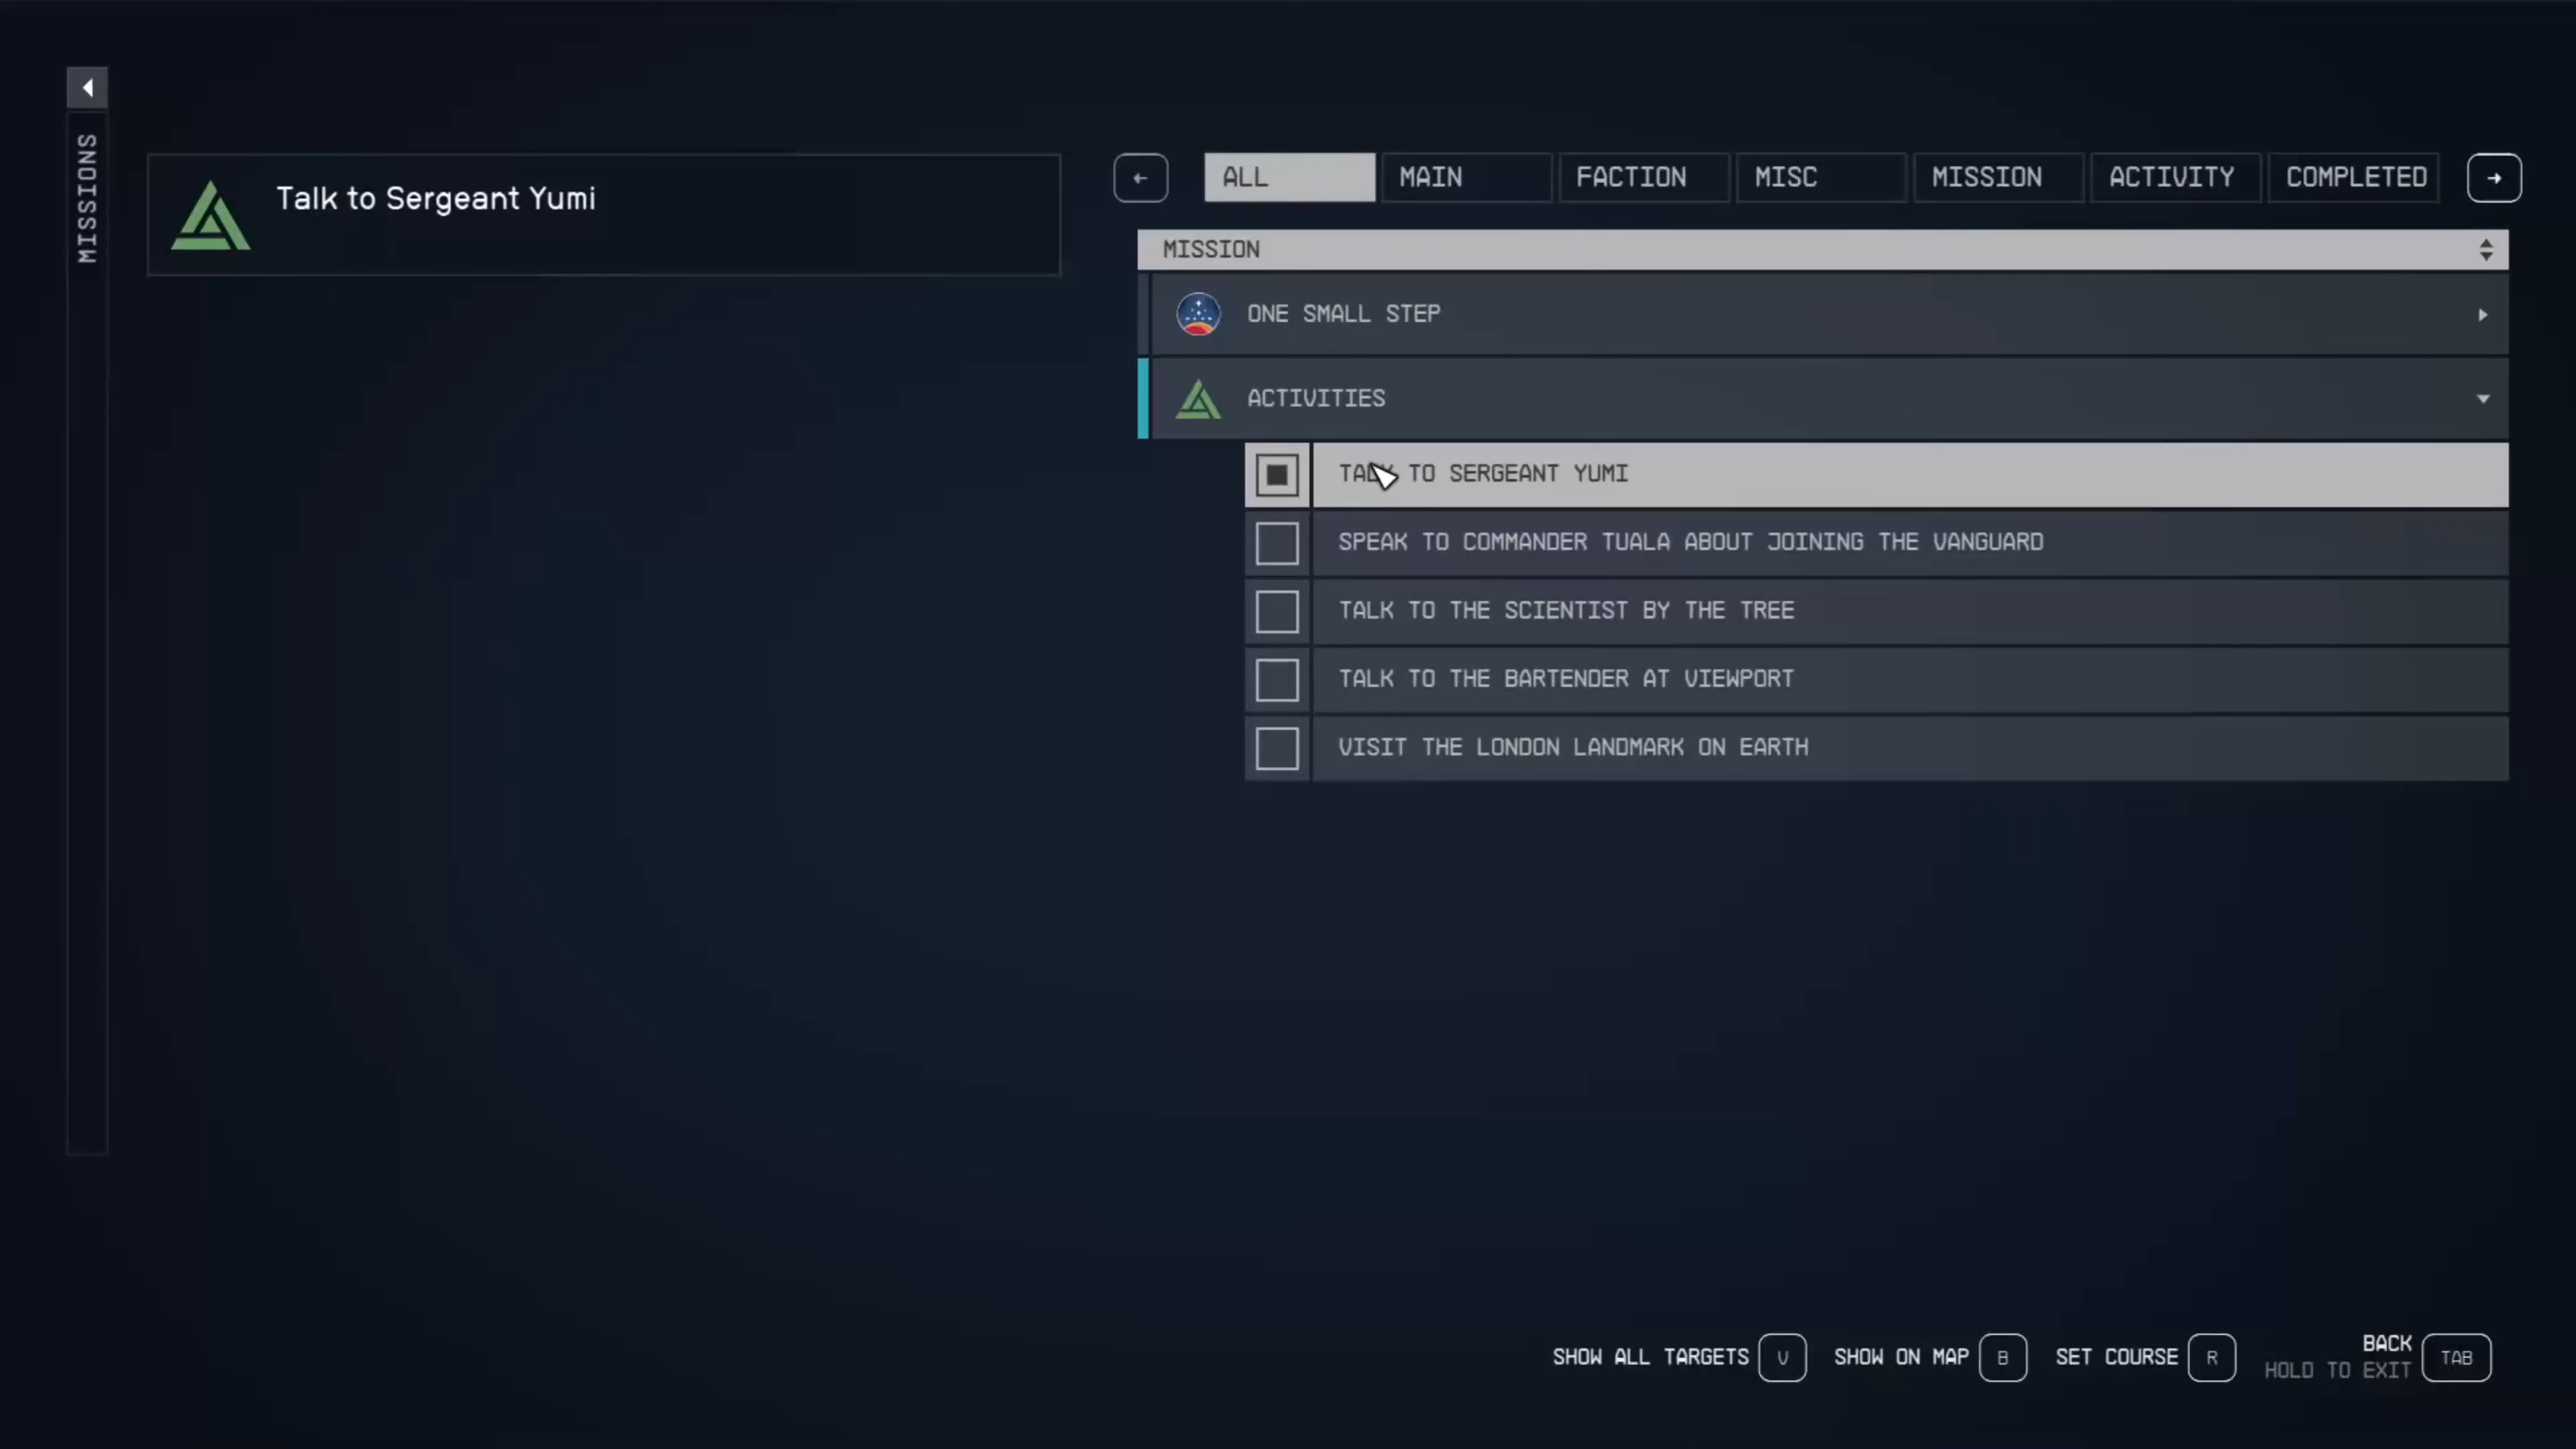 MISSIONS
Talk to Sergeant Yumi
ALL
MAIN
FACTION
MISC
MISSION
ACTIVITY
COMPLETED
MISSION
ONE SMALL STEP
ACTIVITIES
TALK TO SERGEANT YUMI
SPEAK TO COMMANDER TUALA ABOUT JOINING THE VANGUARD
TALK TO THE SCIENTIST BY THE TREE
TALK TO THE BARTENDER AT VIEWPORT
VISIT THE LONDON LANDMARK ON EARTH
SHOW ALL TARGETS V
SHOW ON MAP B
SET COURSE R
BACK
HOLD TO EXIT
TAB